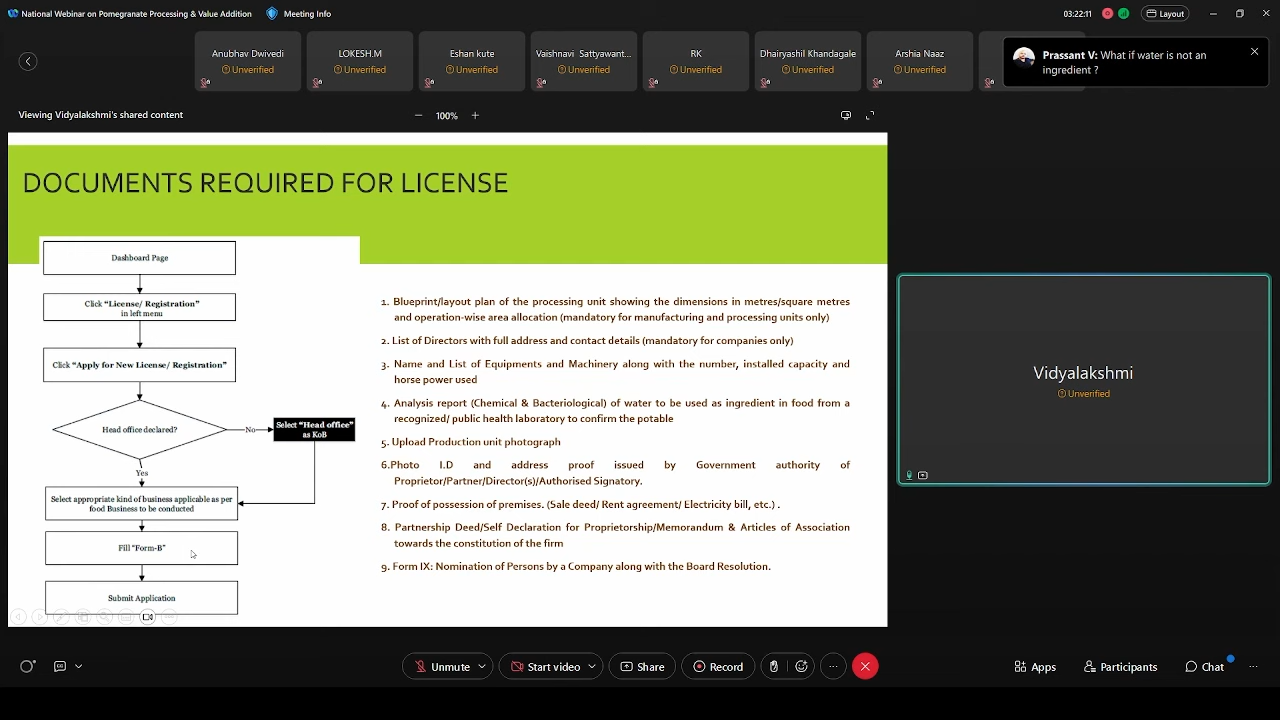 National Webinar on Pomegranate Processing & Value Addition
Meeting Info
03:22:11
Layout
Anubhav Dwivedi
Unverified
LOKESH.M
Unverified
Eshan kute
Unverified
Vaishnavi Sattyawant...
Unverified
RK
Unverified
Dhairyashil Khandagale
Unverified
Arshia Naaz
Unverified
Prassant V: What if water is not an
ingredient ?
Viewing Vidyalakshmi's shared content
100%
DOCUMENTS REQUIRED FOR LICENSE
Dashboard Page
Click “License/ Registration”
in left menu
Click “Apply for New License/ Registration”
Head office declared?
No
Select “Head office”
as KoB
Yes
Select appropriate kind of business applicable as per
food Business to be conducted
Fill "Form-B"
Submit Application
1. Blueprint/layout plan of the processing unit showing the dimensions in metres/square metres
and operation-wise area allocation (mandatory for manufacturing and processing units only)
2. List of Directors with full address and contact details (mandatory for companies only)
3. Name and List of Equipments and Machinery along with the number, installed capacity and
horse power used
4. Analysis report (Chemical & Bacteriological) of water to be used as ingredient in food from a
recognized/ public health laboratory to confirm the potable
5. Upload Production unit photograph
6.Photo I.D and address proof issued by Government authority of
Proprietor/Partner/Director(s)/Authorised Signatory.
7. Proof of possession of premises. (Sale deed/ Rent agreement/ Electricity bill, etc.) .
8. Partnership Deed/Self Declaration for Proprietorship/Memorandum & Articles of Association
towards the constitution of the firm
9. Form IX: Nomination of Persons by a Company along with the Board Resolution.
Vidyalakshmi
Unverified
Unmute
Start video
Share
Record
Apps
Participants
Chat